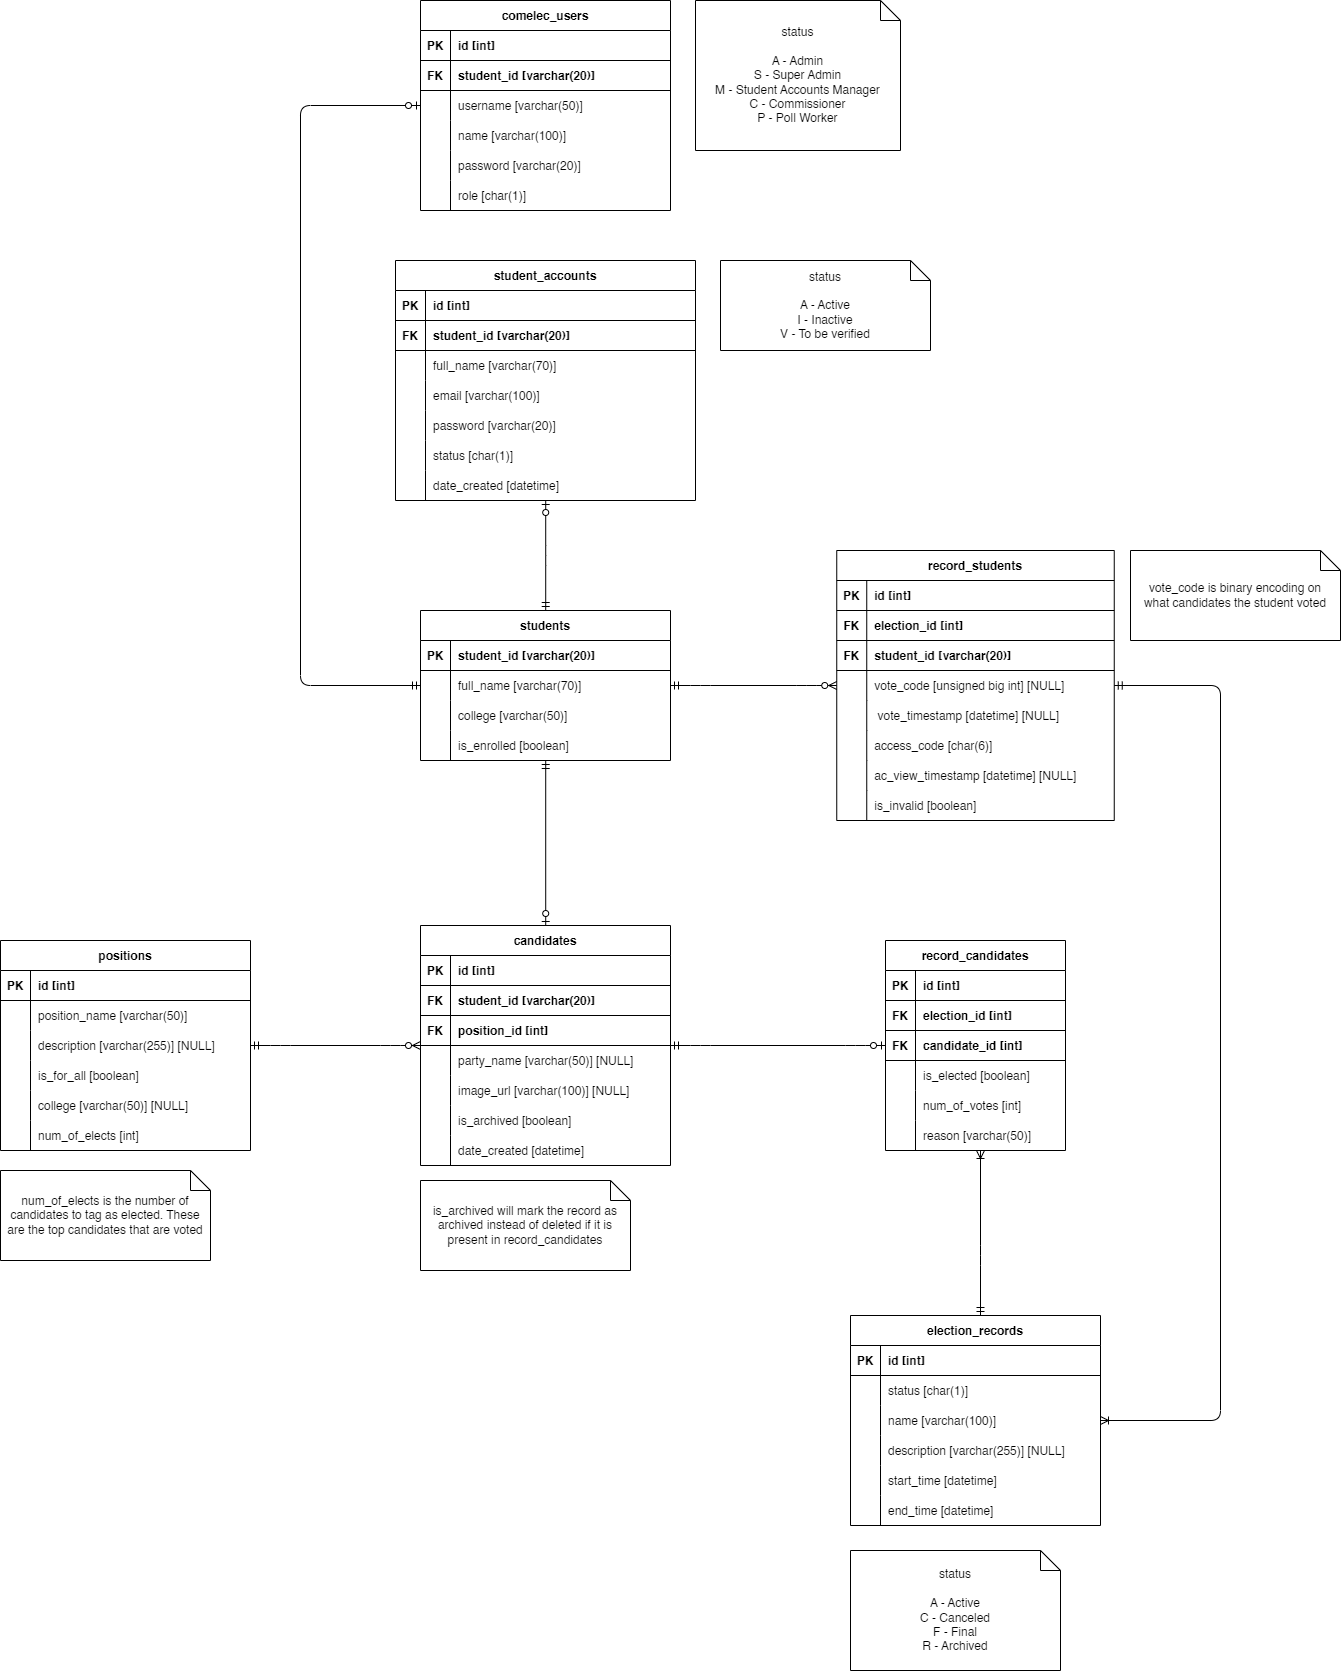 comelec_users
PK id [int]
FK student_id [varchar(20)]
username [varchar(50)]
name [varchar(100)]
password [varchar(20)]
role [char(1)]
status
A - Admin
S - Super Admin
M - Student Accounts Manager
C - Commissioner
P - Poll Worker
student_accounts
PK id [int]
FK student_id [varchar(20)]
full_name [varchar(70)]
email [varchar(100)]
password [varchar(20)]
status [char(1)]
date_created [datetime]
status
A - Active
I - Inactive
V - To be verified
students
PK student_id [varchar(20)]
full_name [varchar(70)]
college [varchar(50)]
is_enrolled [boolean]
record_students
PK id [int]
FK election_id [int]
FK student_id [varchar(20)]
vote_code [unsigned big int] [NULL]
vote_timestamp [datetime] [NULL]
access_code [char(6)]
ac_view_timestamp [datetime] [NULL]
is_invalid [boolean]
vote_code is binary encoding on
what candidates the student voted
positions
PK id [int]
position_name [varchar(50)]
description [varchar(255)] [NULL]
is_for_all [boolean]
college [varchar(50)] [NULL]
num_of_elects [int]
num_of_elects is the number of
candidates to tag as elected. These
are the top candidates that are voted
candidates
PK id [int]
FK student_id [varchar(20)]
FK position_id [int]
party_name [varchar(50)] [NULL]
image_url [varchar(100)] [NULL]
is_archived [boolean]
date_created [datetime]
is_archived will mark the record as
archived instead of deleted if it is
present in record_candidates
record_candidates
PK id [int]
FK election_id [int]
FK candidate_id [int]
is_elected [boolean]
num_of_votes [int]
reason [varchar(50)]
election_records
PK id [int]
status [char(1)]
name [varchar(100)]
description [varchar(255)] [NULL]
start_time [datetime]
end_time [datetime]
status
A - Active
C - Canceled
F - Final
R - Archived